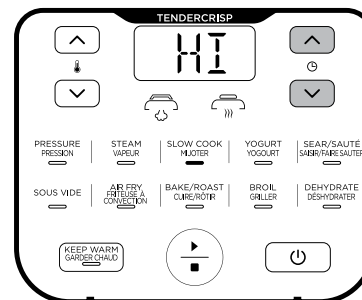 TENDERCRISP
HI
PRESSURE
PRESSION
STEAM
VAPEUR
SLOW COOK
MIJOTER
YOGURT
YOGOURT
SEAR/SAUTÉ
SAISIR/FAIRE SAUTER
SOUS VIDE
AIR FRY
FRITEUSE À
CONVECTION
BAKE/ROAST
CUIRE/RÔTIR
BROIL
GRILLER
DEHYDRATE
DÉSHYDRATER
KEEP WARM
GARDER CHAUD